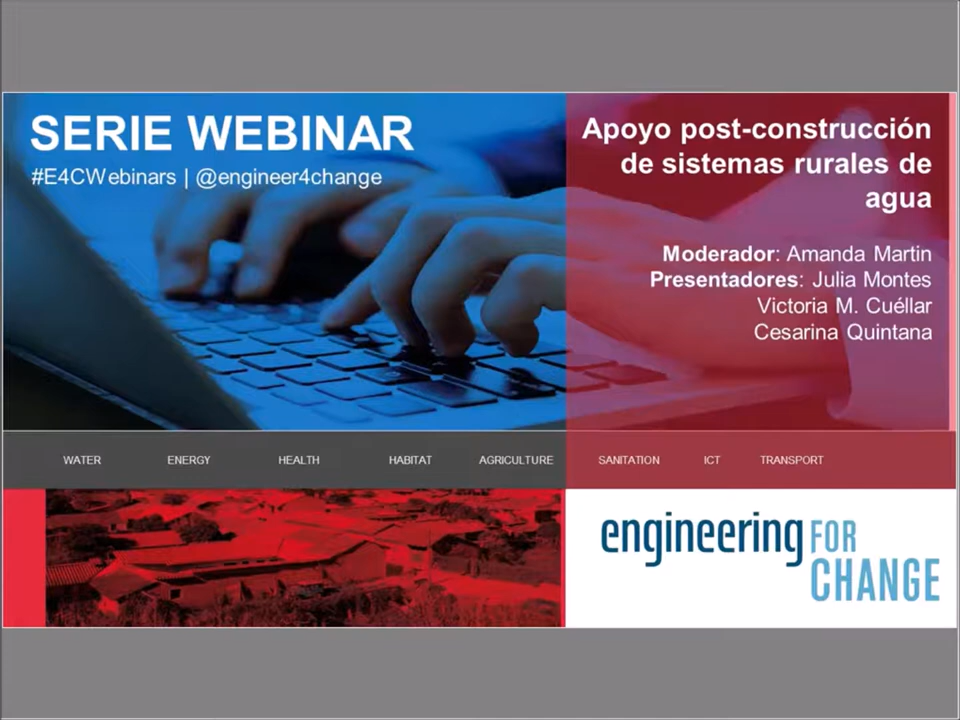 SERIE WEBINAR
#E4CWebinars | @engineer4change
Apoyo post-construcción
de sistemas rurales de
agua
Moderador: Amanda Martin
Presentadores: Julia Montes
Victoria M. Cuéllar
Cesarina Quintana
WATER ENERGY HEALTH HABITAT AGRICULTURE SANITATION ICT TRANSPORT
engineering FOR
CHANGE